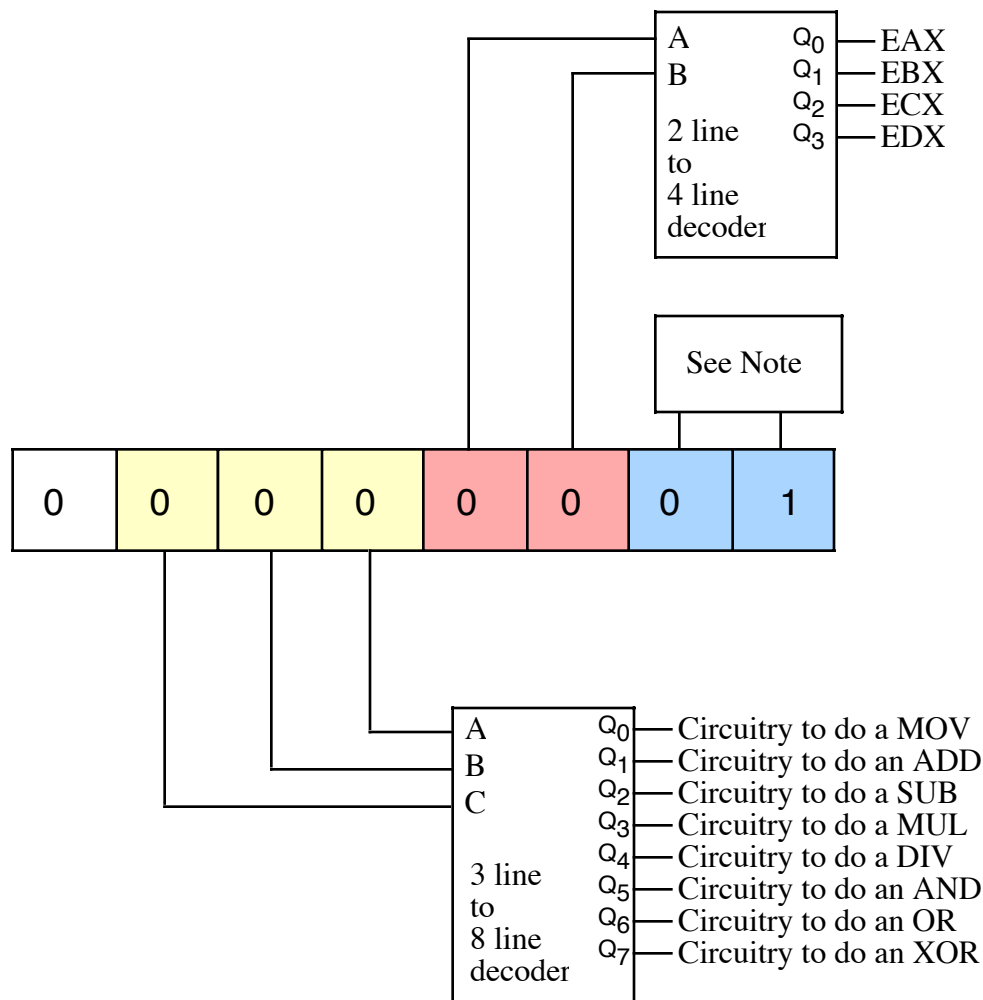 A Q0 EAX
B Q1 EBX
Q2 ECX
2 line Q3 EDX
to
4 line
decoder
See Note
0 0 0 0 0 0 0 1
A Q0 Circuitry to do a MOV
B Q1 Circuitry to do an ADD
C Q2 Circuitry to do a SUB
Q3 Circuitry to do a MUL
3 line Q4 Circuitry to do a DIV
to Q5 Circuitry to do an AND
8 line Q6 Circuitry to do an OR
decoder Q7 Circuitry to do an XOR